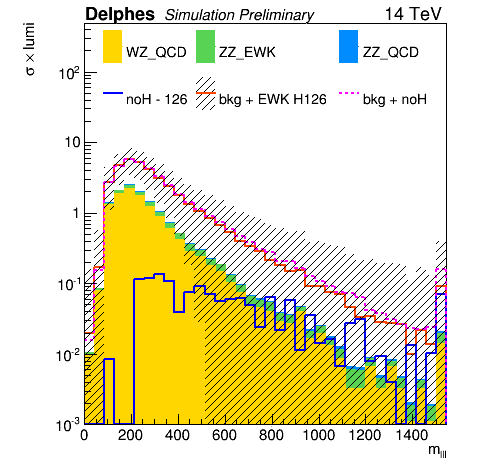 Delphes Simulation Preliminary 14 TeV
σ × lumi
WZ_QCD ZZ_EWK ZZ_QCD
noH - 126 bkg + EWK H126 bkg + noH
10²
10
1
10⁻¹
10⁻²
10⁻³
0 200 400 600 800 1000 1200 1400
m_lll